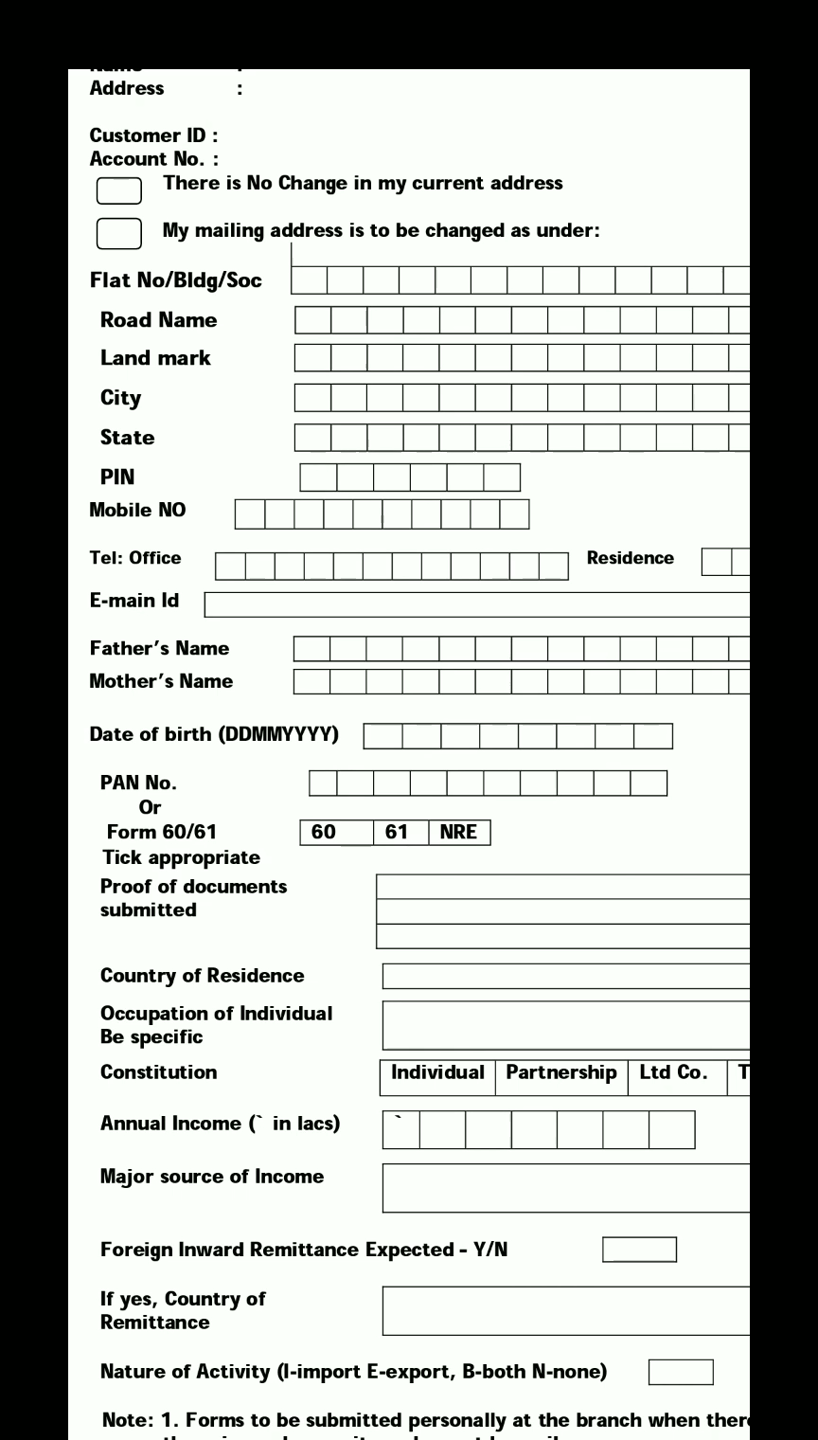 Address :
Customer ID :
Account No. :
There is No Change in my current address
My mailing address is to be changed as under:
Flat No/Bldg/Soc
Road Name
Land mark
City
State
PIN
Mobile NO
Tel: Office Residence
E-main Id
Father's Name
Mother's Name
Date of birth (DDMMYYYY)
PAN No.
Or
Form 60/61 60 61 NRE
Tick appropriate
Proof of documents
submitted
Country of Residence
Occupation of Individual
Be specific
Constitution Individual Partnership Ltd Co. T
Annual Income (` in lacs) `
Major source of Income
Foreign Inward Remittance Expected - Y/N
If yes, Country of
Remittance
Nature of Activity (I-import E-export, B-both N-none)
Note: 1. Forms to be submitted personally at the branch when there